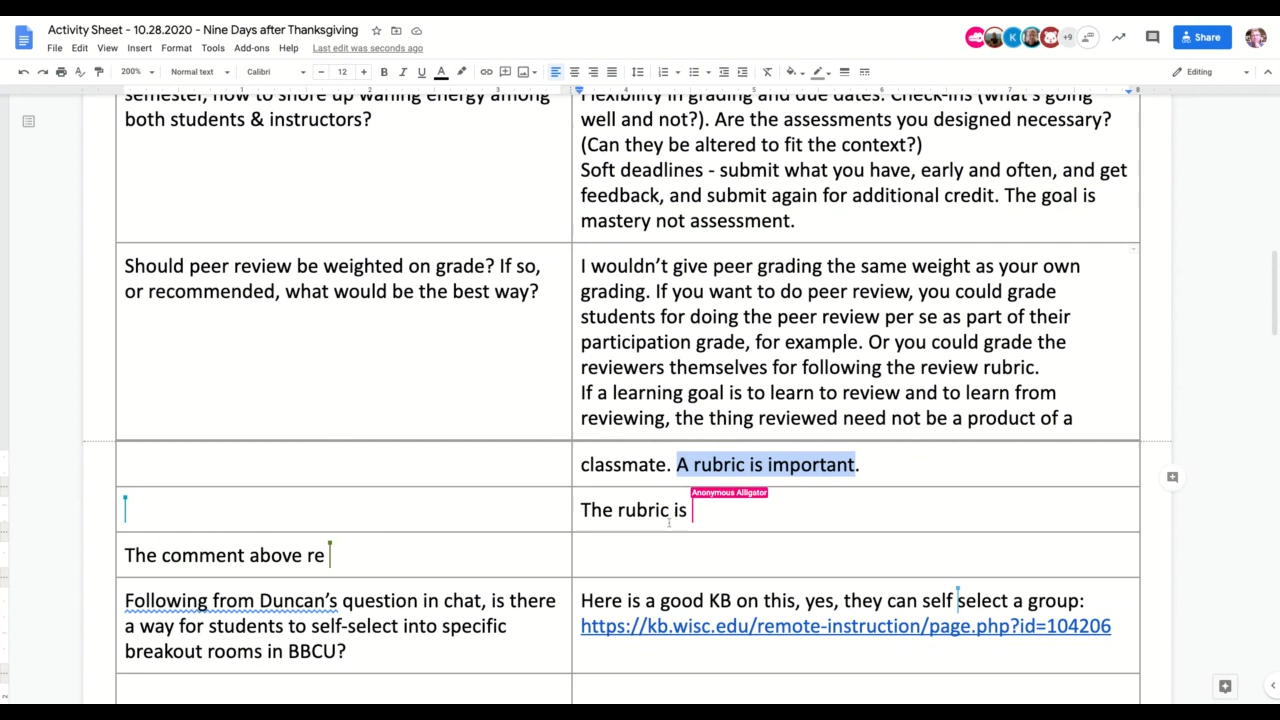 Activity Sheet - 10.28.2020 - Nine Days after Thanksgiving
File Edit View Insert Format Tools Add-ons Help Last edit was seconds ago
K
+9
Share
200% Normal text Calibri 12 Editing
1 2 3 4 5 6 7 8
semester, how to shore up waning energy among
both students & instructors?
Flexibility in grading and due dates. Check-ins (what's going
well and not?). Are the assessments you designed necessary?
(Can they be altered to fit the context?)
Soft deadlines - submit what you have, early and often, and get
feedback, and submit again for additional credit. The goal is
mastery not assessment.
Should peer review be weighted on grade? If so,
or recommended, what would be the best way?
I wouldn't give peer grading the same weight as your own
grading. If you want to do peer review, you could grade
students for doing the peer review per se as part of their
participation grade, for example. Or you could grade the
reviewers themselves for following the review rubric.
If a learning goal is to learn to review and to learn from
reviewing, the thing reviewed need not be a product of a
classmate. A rubric is important.
Anonymous Alligator
The rubric is
The comment above re
Following from Duncan's question in chat, is there
a way for students to self-select into specific
breakout rooms in BBCU?
Here is a good KB on this, yes, they can self select a group:
https://kb.wisc.edu/remote-instruction/page.php?id=104206